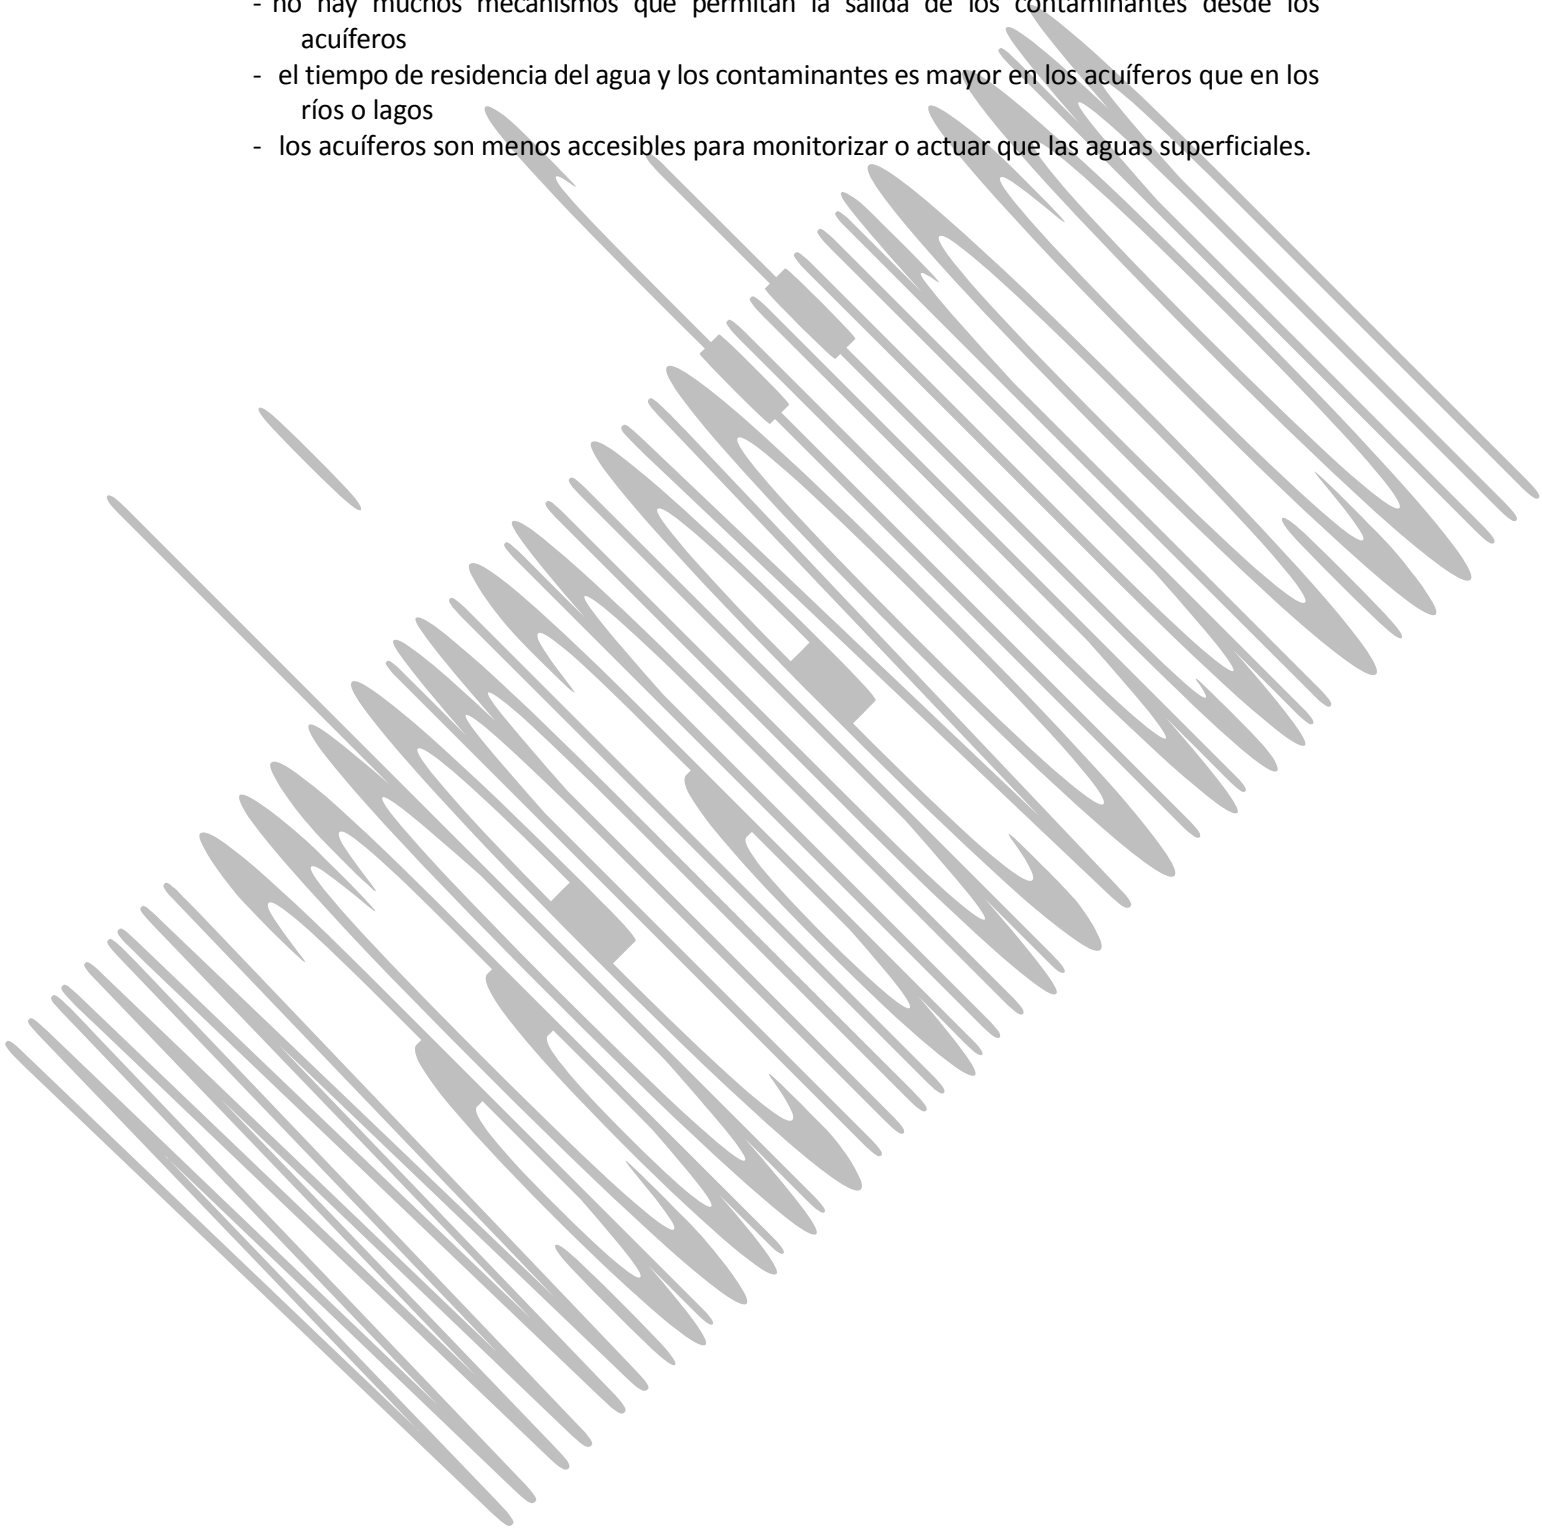 - no hay muchos mecanismos que permitan la salida de los contaminantes desde los
acuíferos
- el tiempo de residencia del agua y los contaminantes es mayor en los acuíferos que en los
ríos o lagos
- los acuíferos son menos accesibles para monitorizar o actuar que las aguas superficiales.